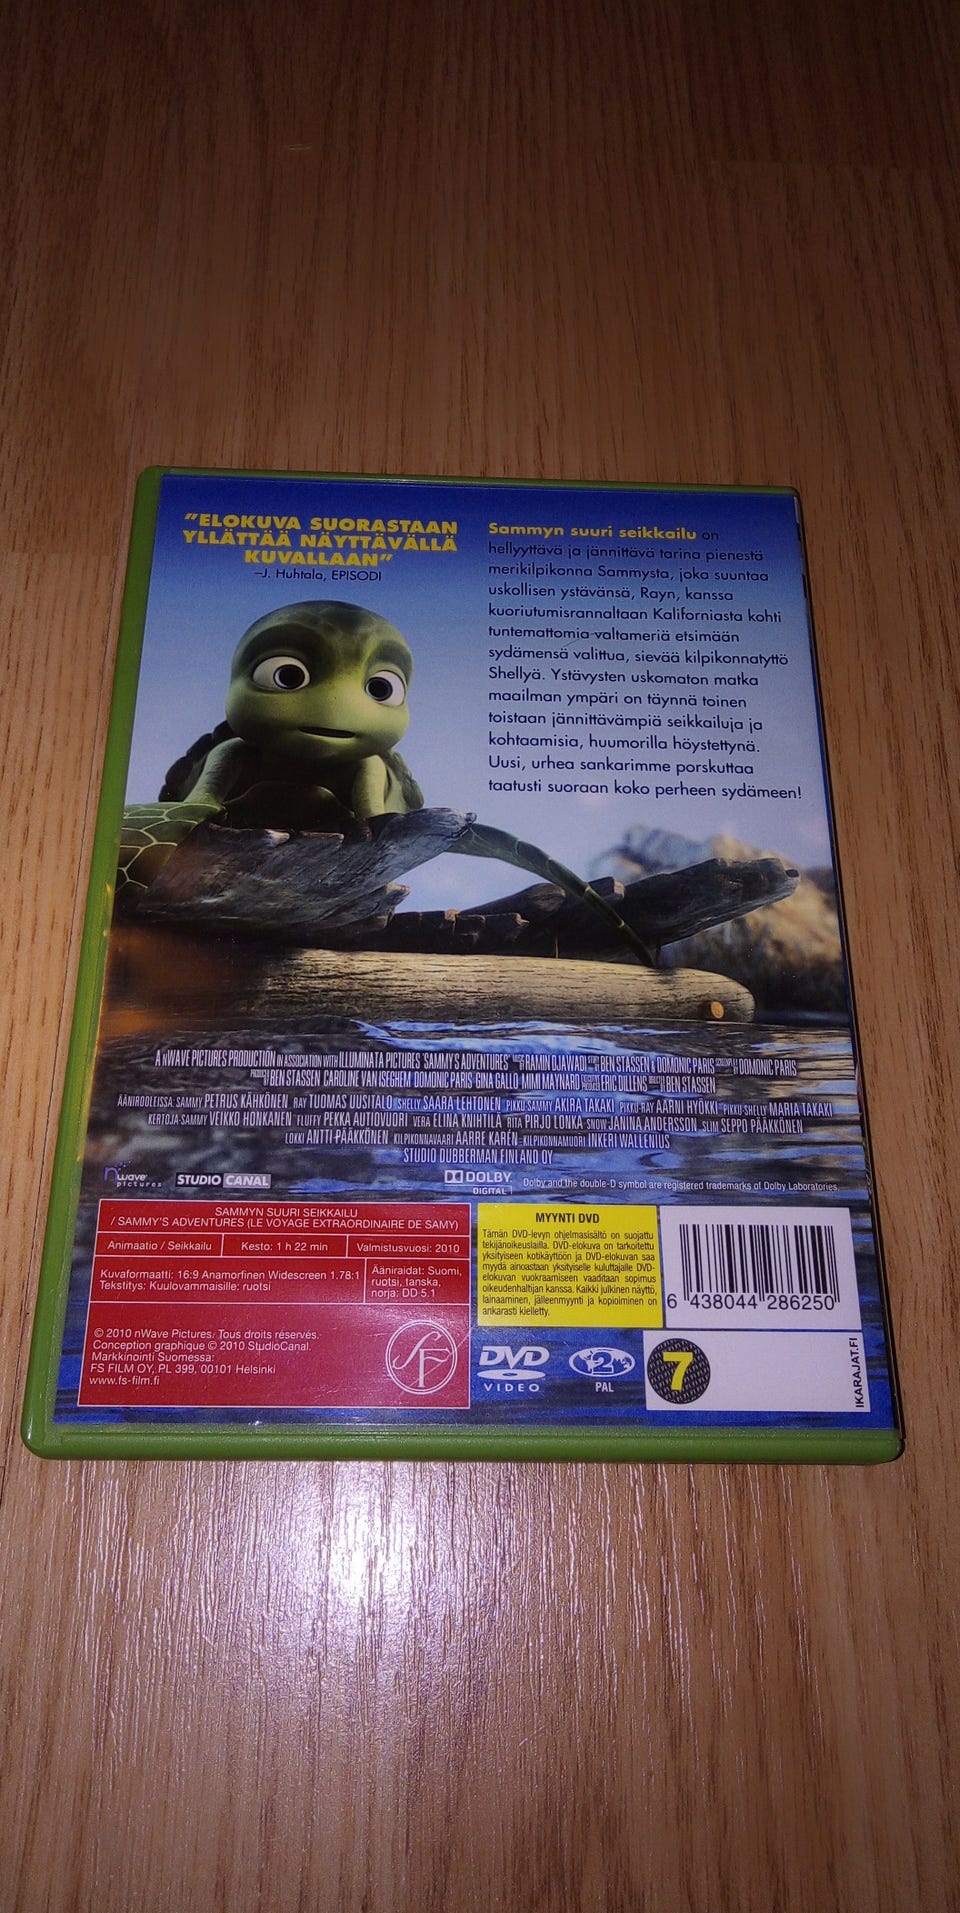 "ELOKUVA SUORASTAAN
YLLÄTTÄÄ NÄYTTÄVÄLLÄ
KUVALLAAN"
–J. Huhtala, EPISODI
Sammyn suuri seikkailu on
hellyyttävä ja jännittävä tarina pienestä
merikilpikonna Sammysta, joka suuntaa
uskollisen ystävänsä, Rayn, kanssa
kuoriutumisrannaltaan Kaliforniasta kohti
tuntemattomia valtameriä etsimään
sydämensä valittua, sievää kilpikonnatyttö
Shellyä. Ystävysten uskomaton matka
maailman ympäri on täynnä toinen
toistaan jännittävämpiä seikkailuja ja
kohtaamisia, huumorilla höystettynä.
Uusi, urhea sankarimme porskuttaa
taatusti suoraan koko perheen sydämeen!
A NWAVE PICTURES PRODUCTION IN ASSOCIATION WITH ILLUMINATA PICTURES 'SAMMY'S ADVENTURES' RAMIN DJAWADI BEN STASSEN & DOMONIC PARIS DOMONIC PARIS
BEN STASSEN CAROLINE VAN ISEGHEM DOMONIC PARIS GINA GALLO MIMI MAYNARD ERIC DILLENS BEN STASSEN
ÄÄNIROOLEISSA: SAMMY PETRUS KÄHKÖNEN RAY TUOMAS UUSITALO SHELLY SAARA LEHTONEN PIKKU-SAMMY AKIRA TAKAKI PIKKU-RAY AARNI HYÖKKI PIKKU-SHELLY MARIA TAKAKI
KERTOJA-SAMMY VEIKKO HONKANEN FLUFFY PEKKA AUTIOVUORI VERA ELINA KNIHTILÄ RITA PIRJO LONKA SNOW JANINA ANDERSSON SLIM SEPPO PÄÄKKÖNEN
LOKKI ANTTI PÄÄKKÖNEN KILPIKONNAVAARI AARRE KAREN KILPIKONNAMUORI INKERI WALLENIUS
STUDIO DUBBERMAN FINLAND OY
nWave
pictures
STUDIO CANAL
DOLBY
DIGITAL
Dolby and the double-D symbol are registered trademarks of Dolby Laboratories.
SAMMYN SUURI SEIKKAILU
/ SAMMY'S ADVENTURES (LE VOYAGE EXTRAORDINAIRE DE SAMY)
Animaatio / Seikkailu
Kesto: 1 h 22 min
Valmistusvuosi: 2010
Kuvaformaatti: 16:9 Anamorfinen Widescreen 1.78:1
Tekstitys: Kuulovammaisille: ruotsi
Ääniraidat: Suomi,
ruotsi, tanska,
norja: DD 5.1
© 2010 nWave Pictures. Tous droits réservés.
Conception graphique © 2010 StudioCanal.
Markkinointi Suomessa:
FS FILM OY, PL 399, 00101 Helsinki
www.fs-film.fi
SF
MYYNTI DVD
Tämän DVD-levyn ohjelmasisältö on suojattu
tekijänoikeuslailla. DVD-elokuva on tarkoitettu
yksityiseen kotikäyttöön ja DVD-elokuvan saa
myydä ainoastaan yksityiselle kuluttajalle DVD-
elokuvan vuokraamiseen vaaditaan sopimus
oikeudenhaltijan kanssa. Kaikki julkinen näyttö,
lainaaminen, jälleenmyynti ja kopioiminen on
ankarasti kielletty.
6 438044 286250
DVD
VIDEO
2
PAL
7
IKARAJAT.FI